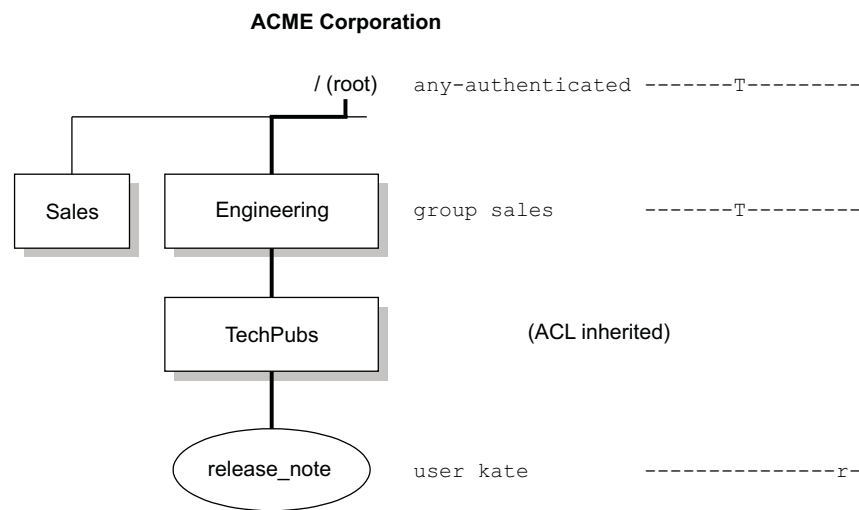 ACME Corporation
/ (root) any-authenticated -------T---------
Sales Engineering group sales -------T---------
TechPubs (ACL inherited)
release_note user kate ---------------r-